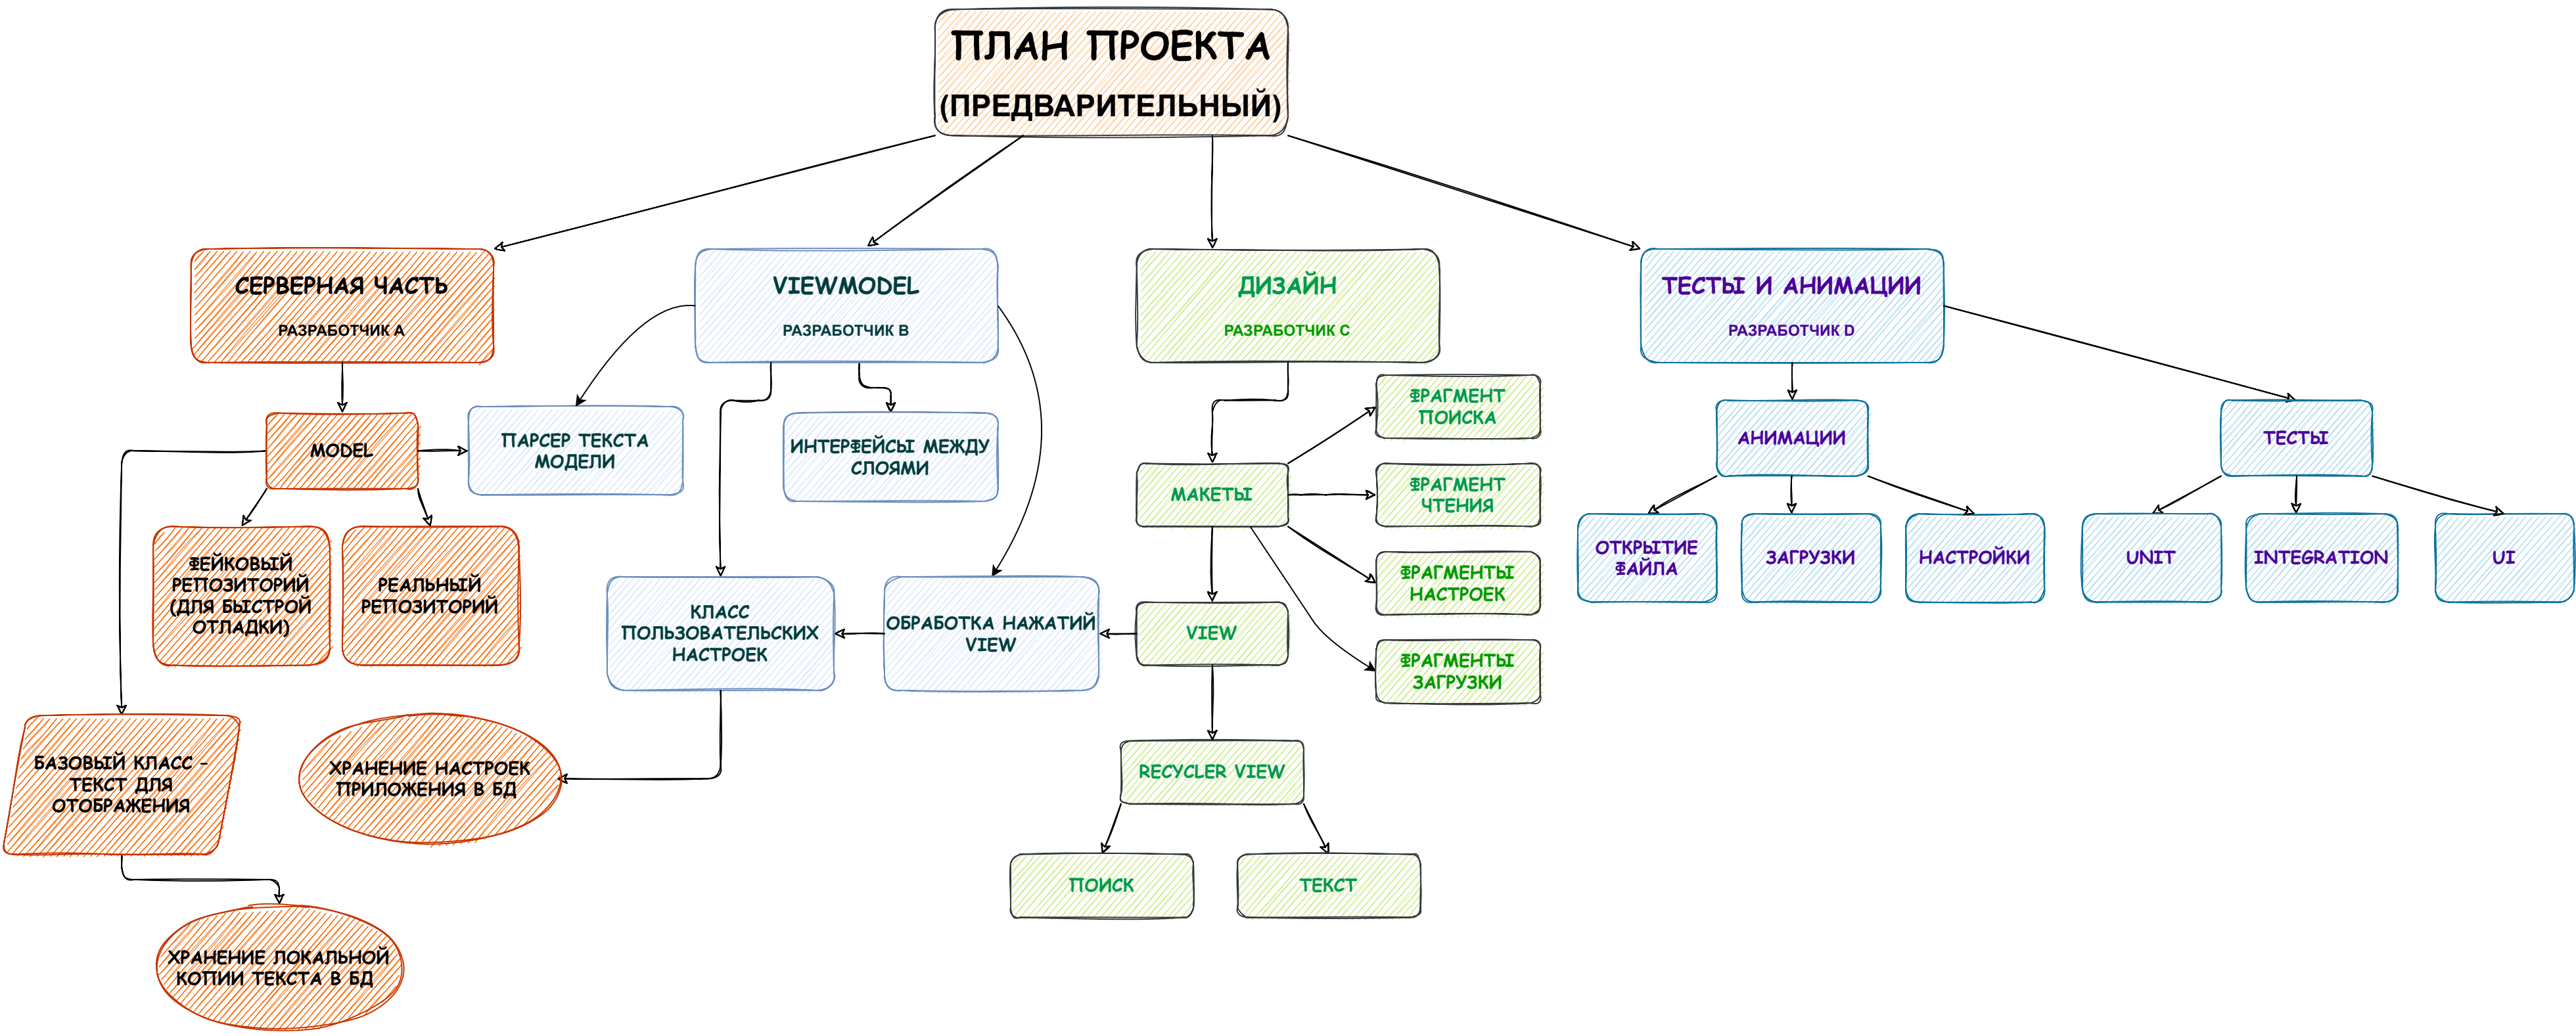 ПЛАН ПРОЕКТА
(ПРЕДВАРИТЕЛЬНЫЙ)
СЕРВЕРНАЯ ЧАСТЬ
РАЗРАБОТЧИК A
VIEWMODEL
РАЗРАБОТЧИК B
ДИЗАЙН
РАЗРАБОТЧИК C
ТЕСТЫ И АНИМАЦИИ
РАЗРАБОТЧИК D
MODEL
ПАРСЕР ТЕКСТА
МОДЕЛИ
ИНТЕРФЕЙСЫ МЕЖДУ
СЛОЯМИ
ФРАГМЕНТ
ПОИСКА
МАКЕТЫ
ФРАГМЕНТ
ЧТЕНИЯ
АНИМАЦИИ
ТЕСТЫ
ФЕЙКОВЫЙ
РЕПОЗИТОРИЙ
(ДЛЯ БЫСТРОЙ
ОТЛАДКИ)
РЕАЛЬНЫЙ
РЕПОЗИТОРИЙ
КЛАСС
ПОЛЬЗОВАТЕЛЬСКИХ
НАСТРОЕК
ОБРАБОТКА НАЖАТИЙ
VIEW
VIEW
ФРАГМЕНТЫ
НАСТРОЕК
ФРАГМЕНТЫ
ЗАГРУЗКИ
ОТКРЫТИЕ
ФАЙЛА
ЗАГРУЗКИ
НАСТРОЙКИ
UNIT
INTEGRATION
UI
БАЗОВЫЙ КЛАСС -
ТЕКСТ ДЛЯ
ОТОБРАЖЕНИЯ
ХРАНЕНИЕ НАСТРОЕК
ПРИЛОЖЕНИЯ В БД
RECYCLER VIEW
ПОИСК
ТЕКСТ
ХРАНЕНИЕ ЛОКАЛЬНОЙ
КОПИИ ТЕКСТА В БД